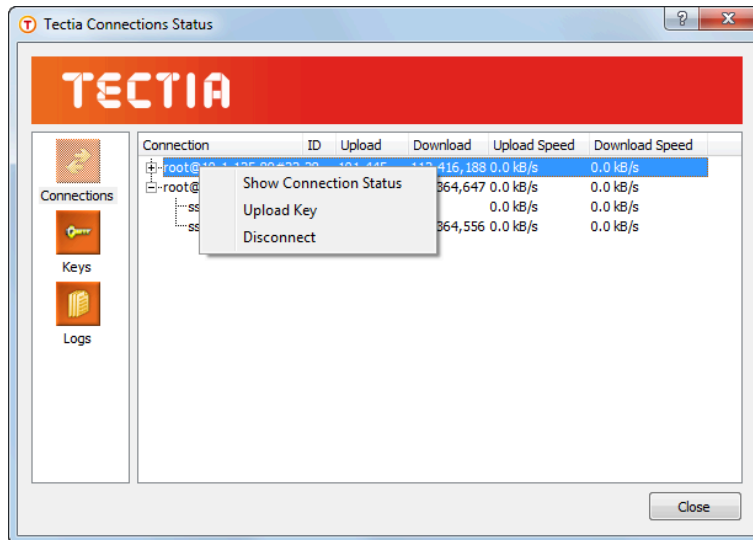 Tectia Connections Status
TECTIA
Connections
Keys
Logs
Connection ID Upload Download Upload Speed Download Speed
0.0 kB/s 0.0 kB/s
root@ 364,647 0.0 kB/s 0.0 kB/s
0.0 kB/s 0.0 kB/s
364,556 0.0 kB/s 0.0 kB/s
Show Connection Status
Upload Key
Disconnect
Close